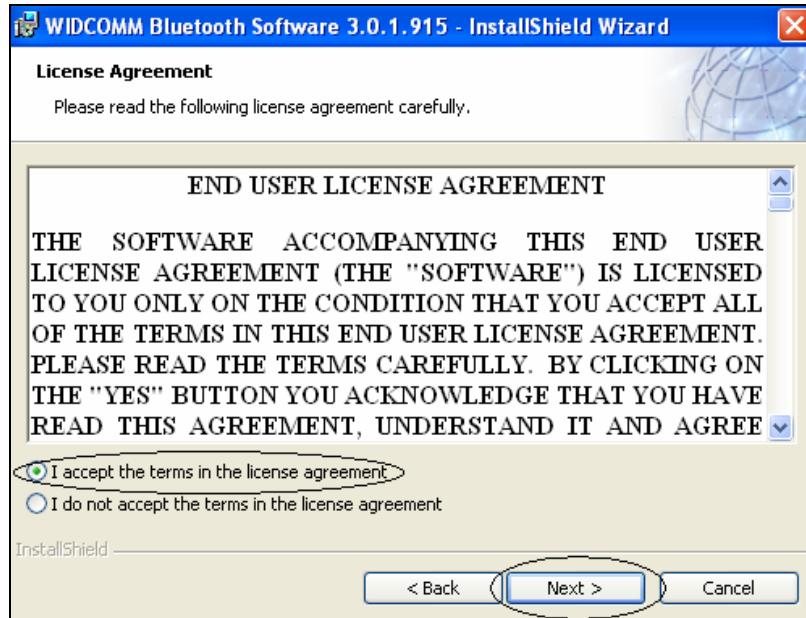 WIDCOMM Bluetooth Software 3.0.1.915 - InstallShield Wizard
License Agreement
Please read the following license agreement carefully.
END USER LICENSE AGREEMENT
THE SOFTWARE ACCOMPANYING THIS END USER
LICENSE AGREEMENT (THE "SOFTWARE") IS LICENSED
TO YOU ONLY ON THE CONDITION THAT YOU ACCEPT ALL
OF THE TERMS IN THIS END USER LICENSE AGREEMENT.
PLEASE READ THE TERMS CAREFULLY. BY CLICKING ON
THE "YES" BUTTON YOU ACKNOWLEDGE THAT YOU HAVE
READ THIS AGREEMENT, UNDERSTAND IT AND AGREE
I accept the terms in the license agreement
I do not accept the terms in the license agreement
InstallShield
< Back Next > Cancel